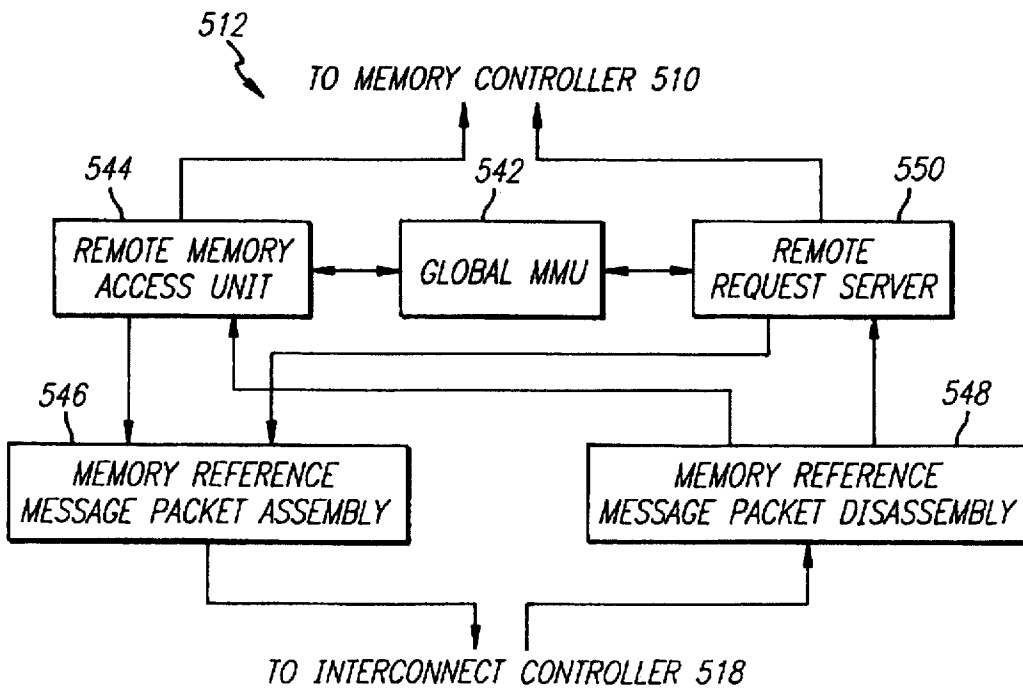 512
TO MEMORY CONTROLLER 510
544
542
550
REMOTE MEMORY
ACCESS UNIT
GLOBAL MMU
REMOTE
REQUEST SERVER
546
548
MEMORY REFERENCE
MESSAGE PACKET ASSEMBLY
MEMORY REFERENCE
MESSAGE PACKET DISASSEMBLY
TO INTERCONNECT CONTROLLER 518